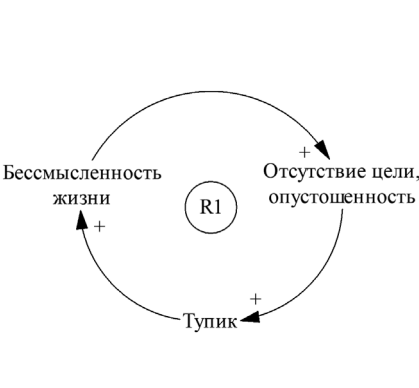 +
Бессмысленность
жизни
Отсутствие цели,
опустошенность
R1
+
+
Тупик